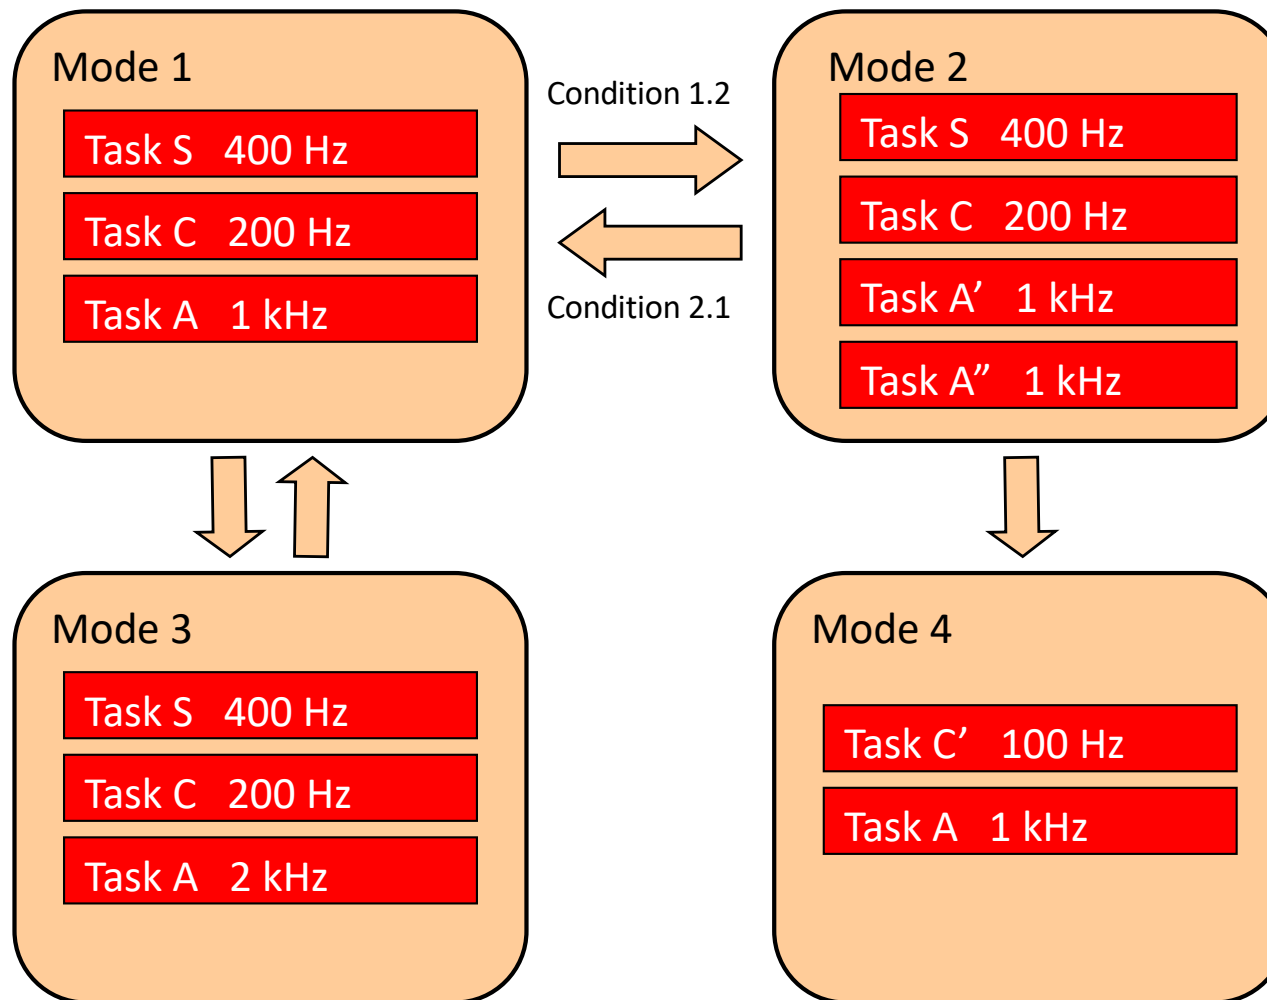 Mode 1
Task S 400 Hz
Task C 200 Hz
Task A 1 kHz
Condition 1.2
Condition 2.1
Mode 2
Task S 400 Hz
Task C 200 Hz
Task A’ 1 kHz
Task A” 1 kHz
Mode 3
Task S 400 Hz
Task C 200 Hz
Task A 2 kHz
Mode 4
Task C’ 100 Hz
Task A 1 kHz